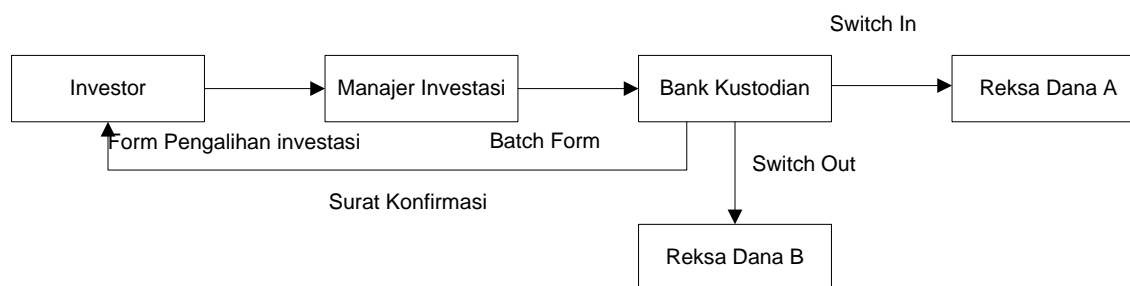 Switch In
Investor
Manajer Investasi
Bank Kustodian
Reksa Dana A
Form Pengalihan investasi
Batch Form
Switch Out
Surat Konfirmasi
Reksa Dana B